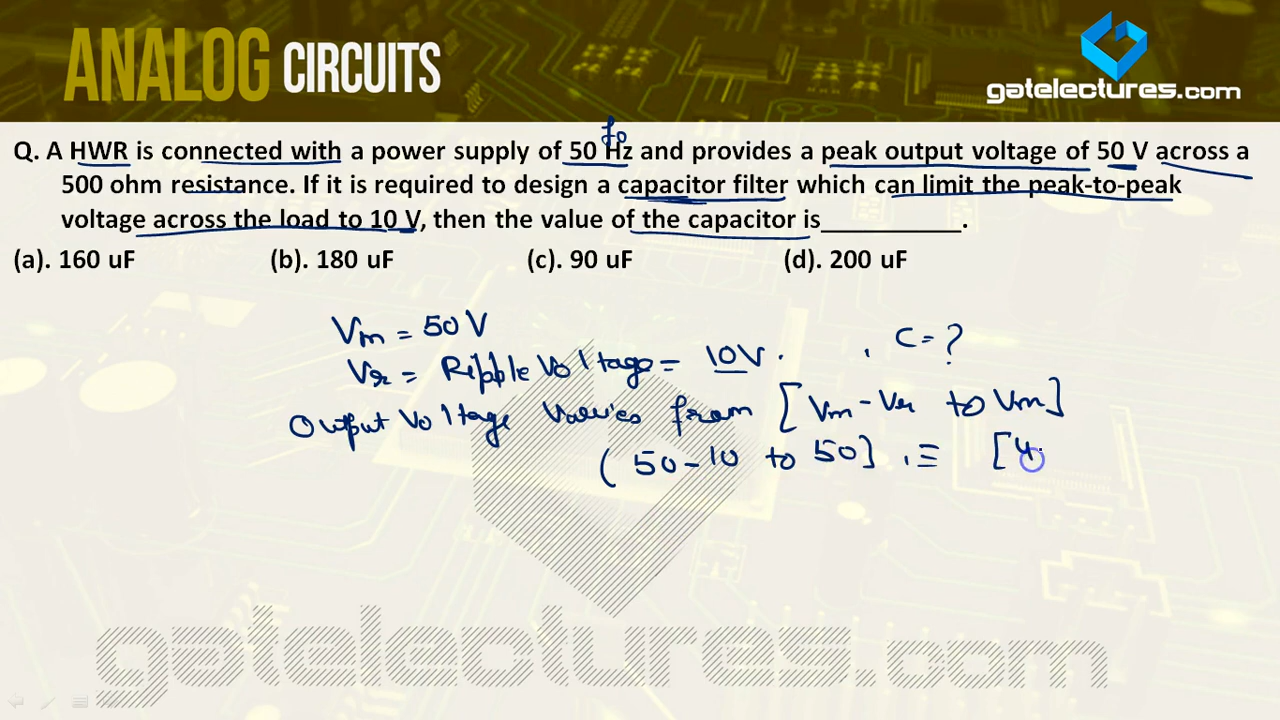 ANALOG CIRCUITS
gatelectures.com
fo
Q. A HWR is connected with a power supply of 50 Hz and provides a peak output voltage of 50 V across a
500 ohm resistance. If it is required to design a capacitor filter which can limit the peak-to-peak
voltage across the load to 10 V, then the value of the capacitor is__________.
(a). 160 uF (b). 180 uF (c). 90 uF (d). 200 uF
Vm = 50 V
Vr = Ripple Voltage = 10V. , C = ?
Output Voltage Varies from [Vm - Vr to Vm]
(50 - 10 to 50] . ≡ [4
gatelectures.com